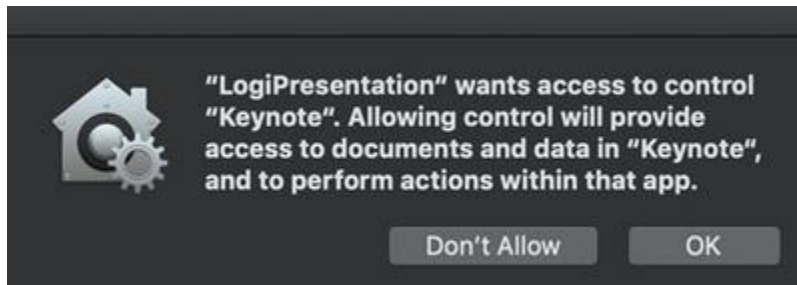 “LogiPresentation” wants access to control
“Keynote“. Allowing control will provide
access to documents and data in “Keynote“,
and to perform actions within that app.
Don’t Allow
OK